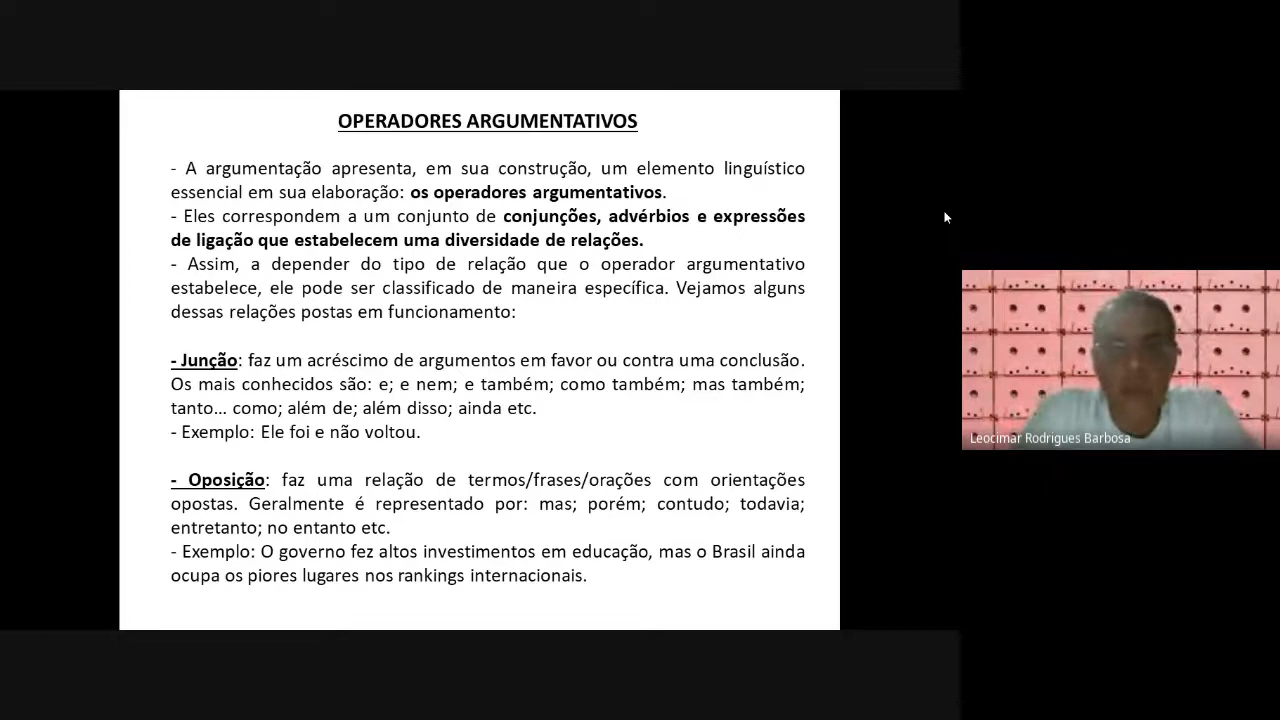 OPERADORES ARGUMENTATIVOS
- A argumentação apresenta, em sua construção, um elemento linguístico
essencial em sua elaboração: os operadores argumentativos.
- Eles correspondem a um conjunto de conjunções, advérbios e expressões
de ligação que estabelecem uma diversidade de relações.
- Assim, a depender do tipo de relação que o operador argumentativo
estabelece, ele pode ser classificado de maneira específica. Vejamos alguns
dessas relações postas em funcionamento:
- Junção: faz um acréscimo de argumentos em favor ou contra uma conclusão.
Os mais conhecidos são: e; e nem; e também; como também; mas também;
tanto... como; além de; além disso; ainda etc.
- Exemplo: Ele foi e não voltou.
- Oposição: faz uma relação de termos/frases/orações com orientações
opostas. Geralmente é representado por: mas; porém; contudo; todavia;
entretanto; no entanto etc.
- Exemplo: O governo fez altos investimentos em educação, mas o Brasil ainda
ocupa os piores lugares nos rankings internacionais.
Leocimar Rodrigues Barbosa